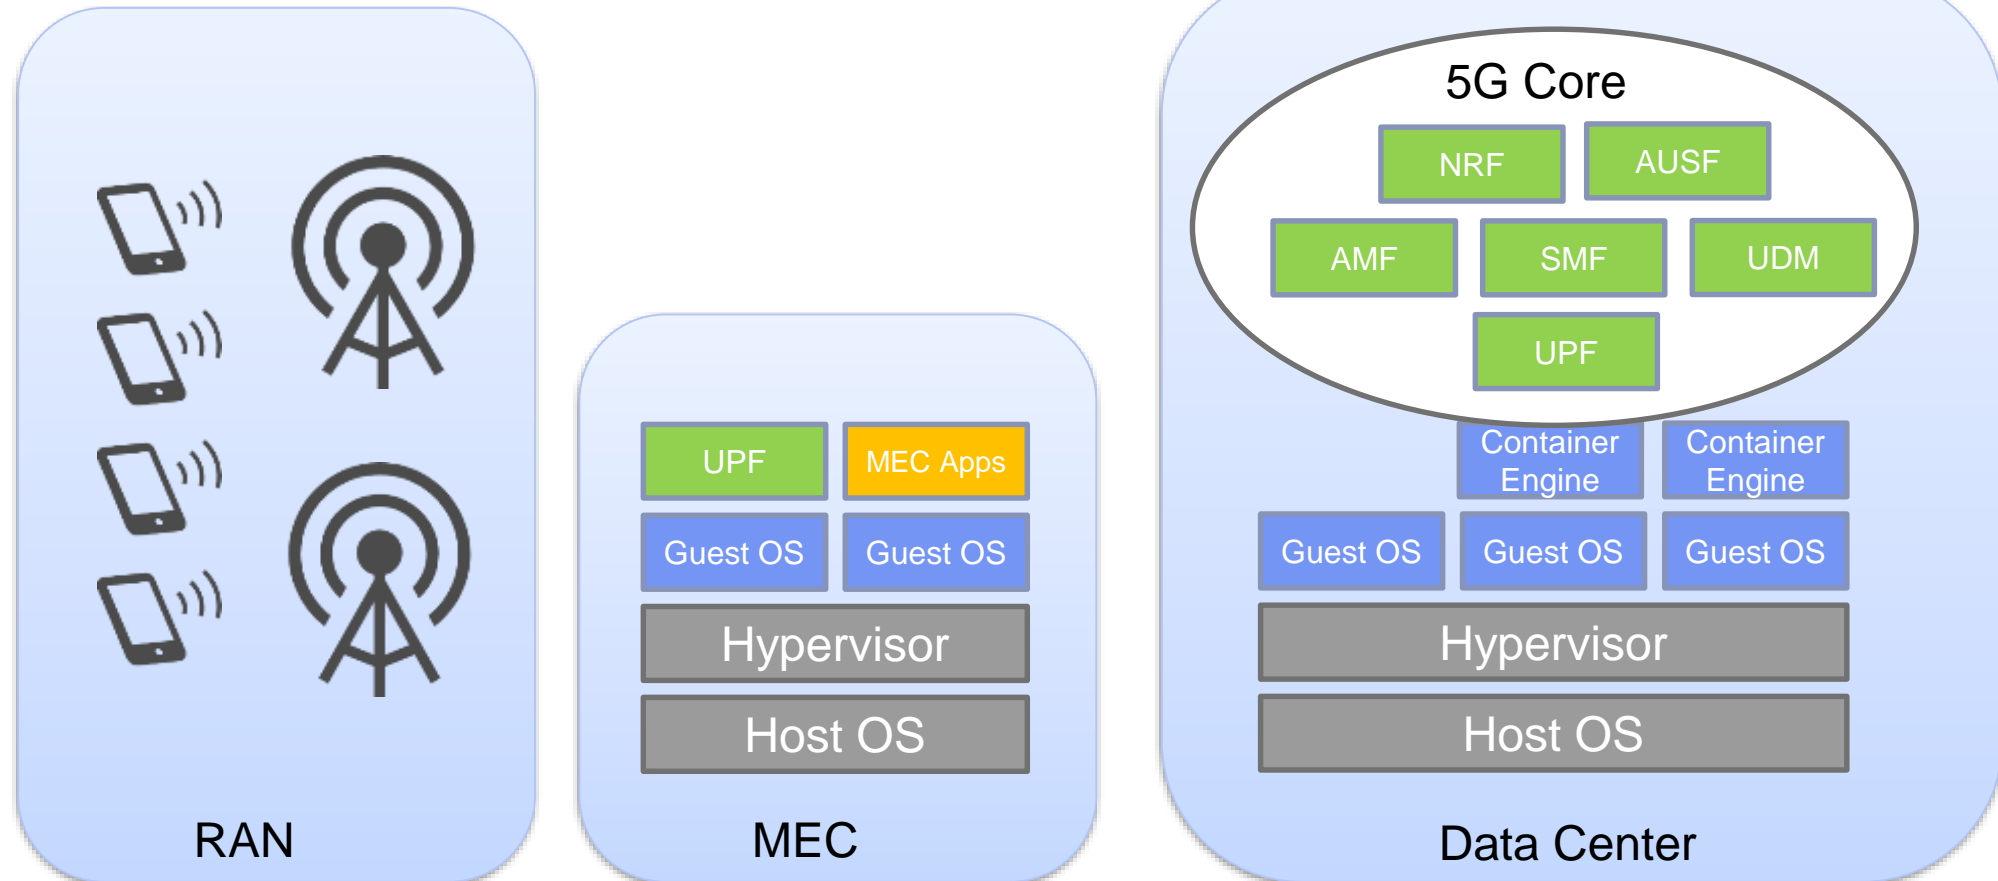 RAN
UPF
MEC Apps
Guest OS
Guest OS
Hypervisor
Host OS
MEC
5G Core
NRF
AUSF
AMF
SMF
UDM
UPF
Container
Engine
Container
Engine
Guest OS
Guest OS
Guest OS
Hypervisor
Host OS
Data Center